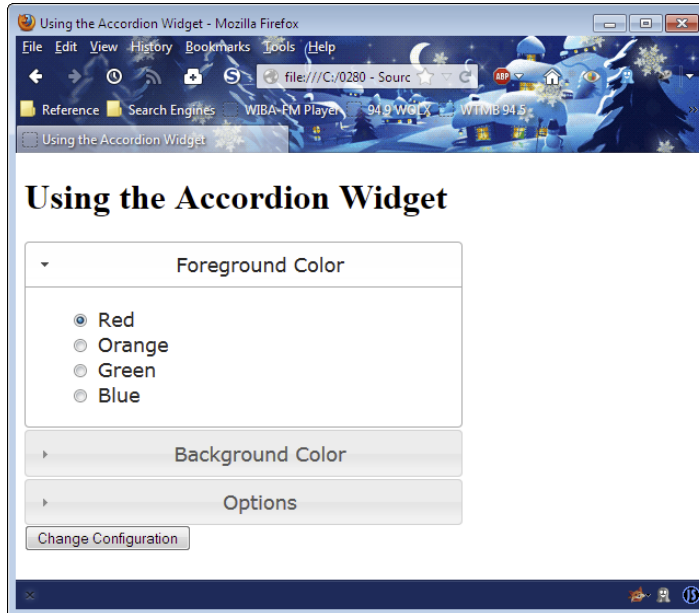 Using the Accordion Widget - Mozilla Firefox
File Edit View History Bookmarks Tools Help
file:///C:/0280 - Sourc
ABP
Reference Search Engines WIBA-FM Player 94.9 WOLX WTMB 94.5
Using the Accordion Widget
Using the Accordion Widget
Foreground Color
Red
Orange
Green
Blue
Background Color
Options
Change Configuration